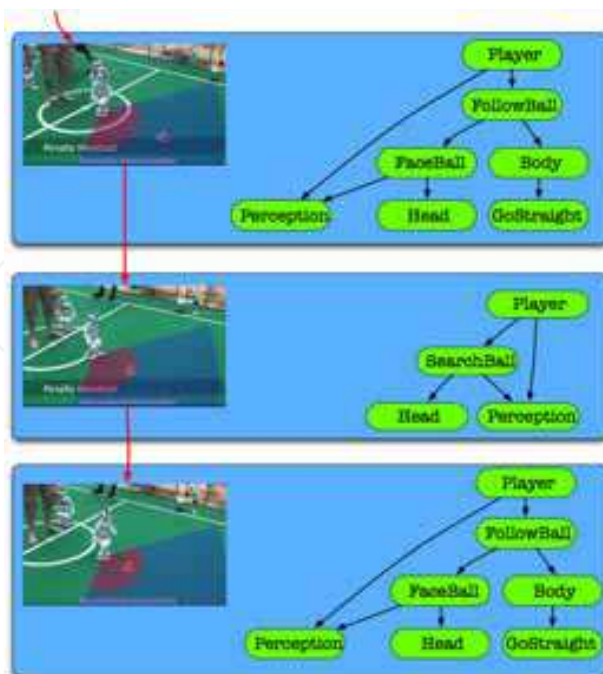 Player
FollowBall
FaceBall Body
Perception Head GoStraight
Player
SearchBall
Head Perception
Player
FollowBall
FaceBall Body
Perception Head GoStraight